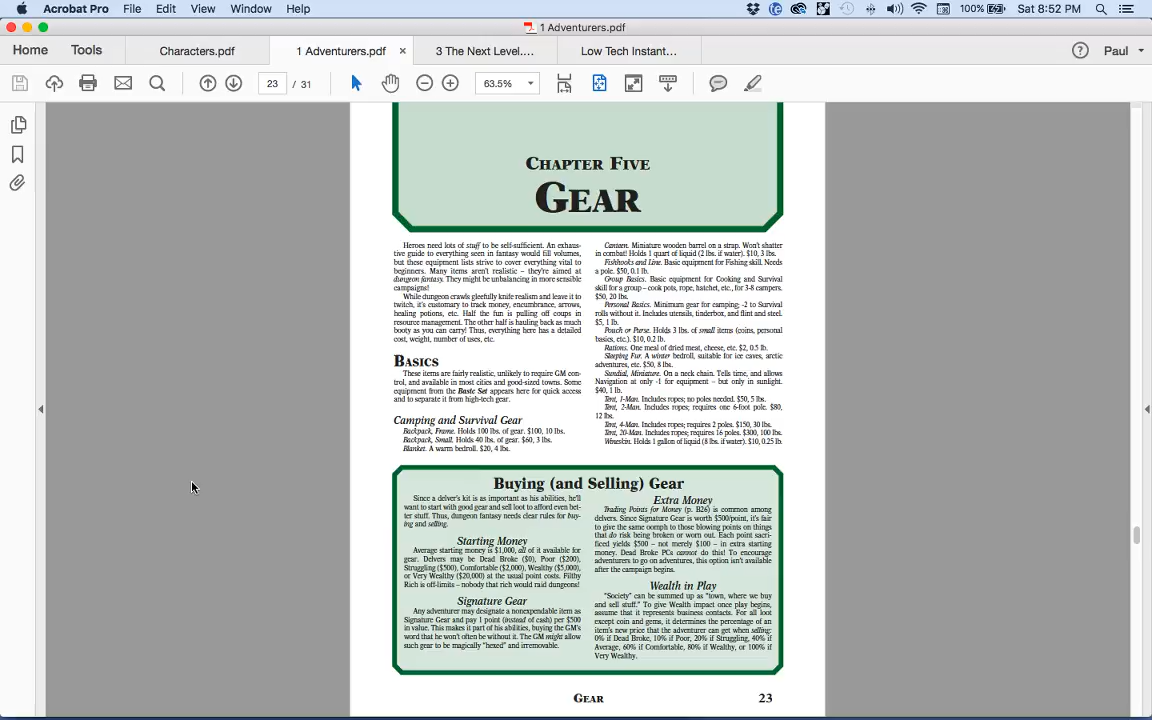 Acrobat Pro File Edit View Window Help 100% Sat 8:52 PM
1 Adventurers.pdf
Home Tools Characters.pdf 1 Adventurers.pdf × 3 The Next Level.... Low Tech Instant... Paul
23 / 31 63.5%
CHAPTER FIVE
GEAR
Heroes need lots of stuff to be self-sufficient. An exhaus-
tive guide to everything seen in fantasy would fill volumes,
but these equipment lists strive to cover everything vital to
beginners. Many items aren't realistic – they're aimed at
dungeon fantasy. They might be unbalancing in more sensible
campaigns!
While dungeon crawls gleefully knife realism and leave it to
twitch, it's customary to track money, encumbrance, arrows,
healing potions, etc. Half the fun is pulling off coups in
resource management. The other half is hauling back as much
booty as you can carry! Thus, everything here has a detailed
cost, weight, number of uses, etc.
BASICS
These items are fairly realistic, unlikely to require GM con-
trol, and available in most cities and good-sized towns. Some
equipment from the Basic Set appears here for quick access
and to separate it from high-tech gear.
Camping and Survival Gear
Backpack, Frame. Holds 100 lbs. of gear. $100, 10 lbs.
Backpack, Small. Holds 40 lbs. of gear. $60, 3 lbs.
Blanket. A warm bedroll. $20, 4 lbs.
Canteen. Miniature wooden barrel on a strap. Won't shatter
in combat! Holds 1 quart of liquid (2 lbs. if water). $10, 3 lbs.
Fishhooks and Line. Basic equipment for Fishing skill. Needs
a pole. $50, 0.1 lb.
Group Basics. Basic equipment for Cooking and Survival
skill for a group – cook pots, rope, hatchet, etc., for 3-8 campers.
$50, 20 lbs.
Personal Basics. Minimum gear for camping; -2 to Survival
rolls without it. Includes utensils, tinderbox, and flint and steel.
$5, 1 lb.
Pouch or Purse. Holds 3 lbs. of small items (coins, personal
basics, etc.). $10, 0.2 lb.
Rations. One meal of dried meat, cheese, etc. $2, 0.5 lb.
Sleeping Fur. A winter bedroll, suitable for ice caves, arctic
adventures, etc. $50, 8 lbs.
Sundial, Miniature. On a neck chain. Tells time, and allows
Navigation at only -1 for equipment – but only in sunlight.
$40, 1 lb.
Tent, 1-Man. Includes ropes; no poles needed. $50, 5 lbs.
Tent, 2-Man. Includes ropes; requires one 6-foot pole. $80,
12 lbs.
Tent, 4-Man. Includes ropes; requires 2 poles. $150, 30 lbs.
Tent, 20-Man. Includes ropes; requires 16 poles. $300, 100 lbs.
Wineskin. Holds 1 gallon of liquid (8 lbs. if water). $10, 0.25 lb.
Buying (and Selling) Gear
Since a delver's kit is as important as his abilities, he'll
want to start with good gear and sell loot to afford even bet-
ter stuff. Thus, dungeon fantasy needs clear rules for buy-
ing and selling.
Starting Money
Average starting money is $1,000, all of it available for
gear. Delvers may be Dead Broke ($0), Poor ($200),
Struggling ($500), Comfortable ($2,000), Wealthy ($5,000),
or Very Wealthy ($20,000) at the usual point costs. Filthy
Rich is off-limits – nobody that rich would raid dungeons!
Signature Gear
Any adventurer may designate a nonexpendable item as
Signature Gear and pay 1 point (instead of cash) per $500
in value. This makes it part of his abilities, buying the GM's
word that he won't often be without it. The GM might allow
such gear to be magically "hexed" and irremovable.
Extra Money
Trading Points for Money (p. B26) is common among
delvers. Since Signature Gear is worth $500/point, it's fair
to give the same oomph to those blowing points on things
that do risk being broken or worn out. Each point sacri-
ficed yields $500 – not merely $100 – in extra starting
money. Dead Broke PCs cannot do this! To encourage
adventurers to go on adventures, this option isn't available
after the campaign begins.
Wealth in Play
"Society" can be summed up as "town, where we buy
and sell stuff." To give Wealth impact once play begins,
assume that it represents business contacts. For all loot
except coin and gems, it determines the percentage of an
item's new price that the adventurer can get when selling:
0% if Dead Broke, 10% if Poor, 20% if Struggling, 40% if
Average, 60% if Comfortable, 80% if Wealthy, or 100% if
Very Wealthy.
GEAR 23